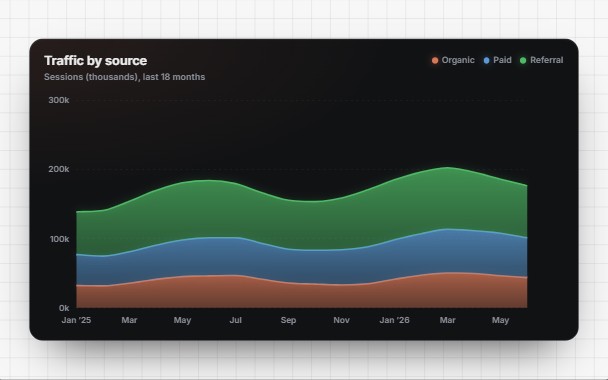 Traffic by source
Sessions (thousands), last 18 months
Organic Paid Referral
300k
200k
100k
0k
Jan '25 Mar May Jul Sep Nov Jan '26 Mar May